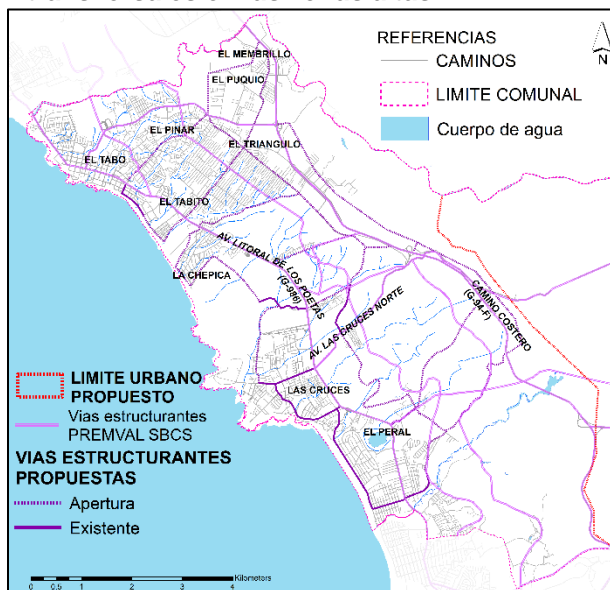 REFERENCIAS
CAMINOS
LIMITE COMUNAL
Cuerpo de agua
N
EL MEMBRILLO
EL PUQUIO
EL PINAR
EL TRIANGULO
EL TABO
EL TABITO
AV. LITORAL DE LOS POETAS
(G-986)
LA CHEPICA
AV. LAS CRUCES NORTE
CAMINO COSTERO
(G-94-F)
LAS CRUCES
EL PERAL
LIMITE URBANO
PROPUESTO
Vias estructurantes
PREMVAL SBCS
VIAS ESTRUCTURANTES
PROPUESTAS
Apertura
Existente
Kilometers
0 0,5 1 2 3 4